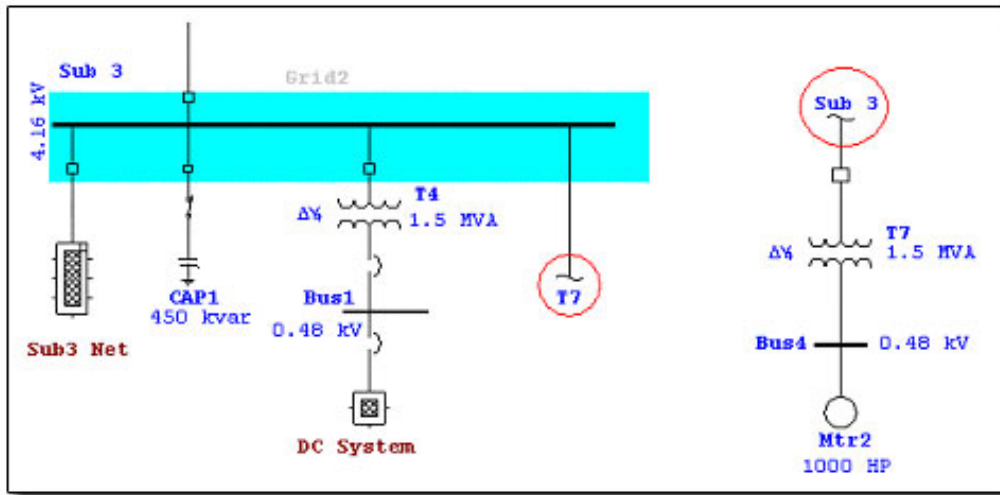 Sub 3
Grid2
4.16 kV
T4
1.5 MVA
CAP1
450 kvar
Bus1
0.48 kV
T7
Sub3 Net
DC System
Sub 3
T7
1.5 MVA
Bus4
0.48 kV
Mtr2
1000 HP